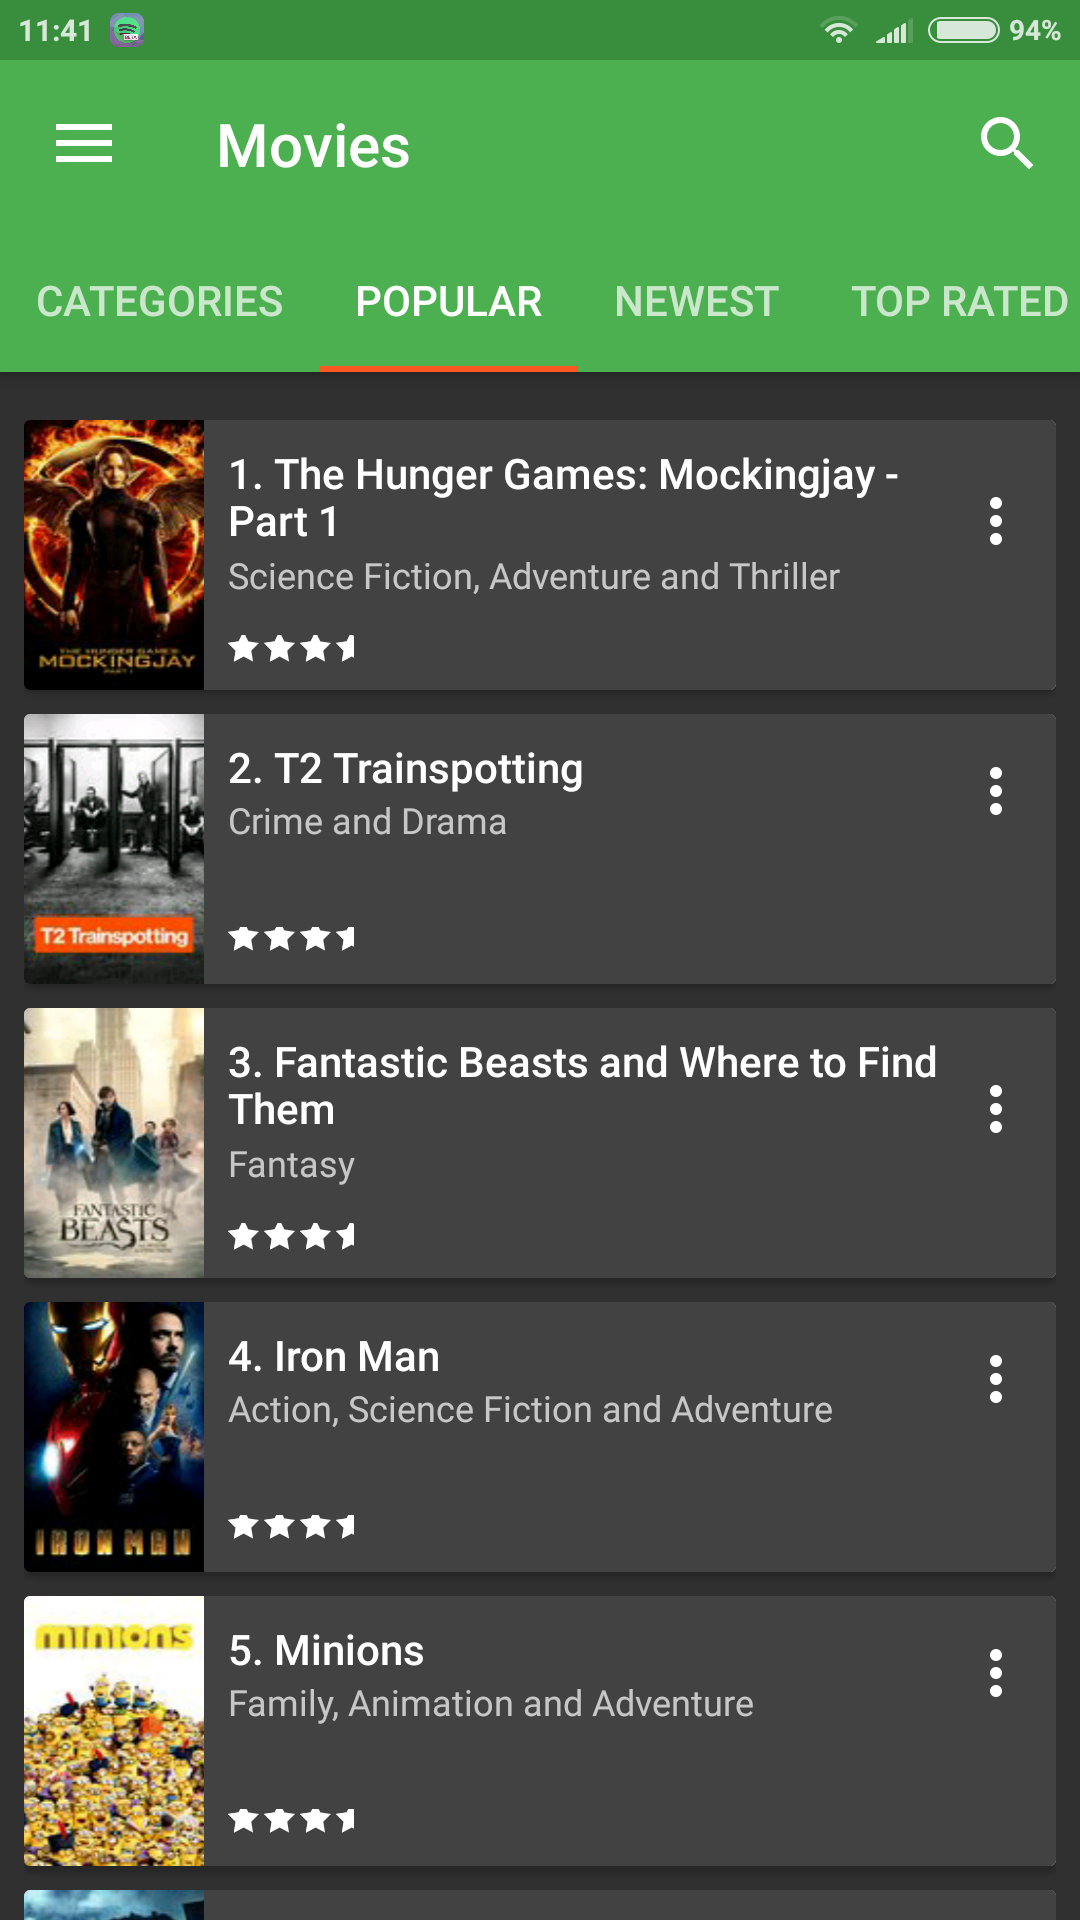 11:41
94%
Movies
CATEGORIES POPULAR NEWEST TOP RATED
1. The Hunger Games: Mockingjay -
Part 1
Science Fiction, Adventure and Thriller
THE HUNGER GAMES
MOCKINGJAY
PART 1
2. T2 Trainspotting
Crime and Drama
T2 Trainspotting
3. Fantastic Beasts and Where to Find
Them
Fantasy
FANTASTIC
BEASTS
4. Iron Man
Action, Science Fiction and Adventure
IRON MAN
minions
5. Minions
Family, Animation and Adventure